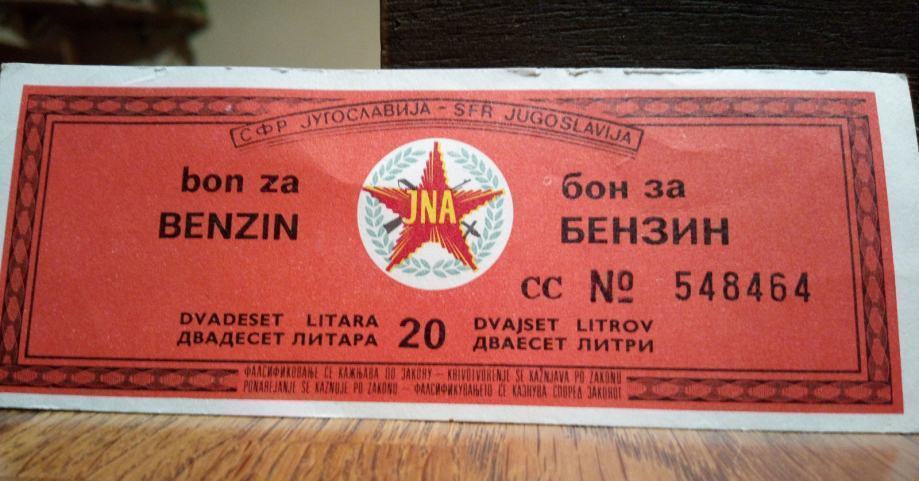 СФР ЈУГОСЛАВИЈА - SFR JUGOSLAVIJA
bon za
BENZIN
JNA
бон за
БЕНЗИН
CC № 548464
DVADESET LITARA
ДВАДЕСЕТ ЛИТАРА
20
DVAJSET LITROV
ДВАЕСЕТ ЛИТРИ
ФАЛСИФИКОВАЊЕ СЕ КАЖЊАВА ПО ЗАКОНУ - KRIVOTVORENJE SE KAŽNJAVA PO ZAKONU
PONAREJANJE SE KAZNUJE PO ZAKONU - ФАЛСИФИКУВАЊЕТО СЕ КАЗНУВА СПОРЕД ЗАКОНОТ